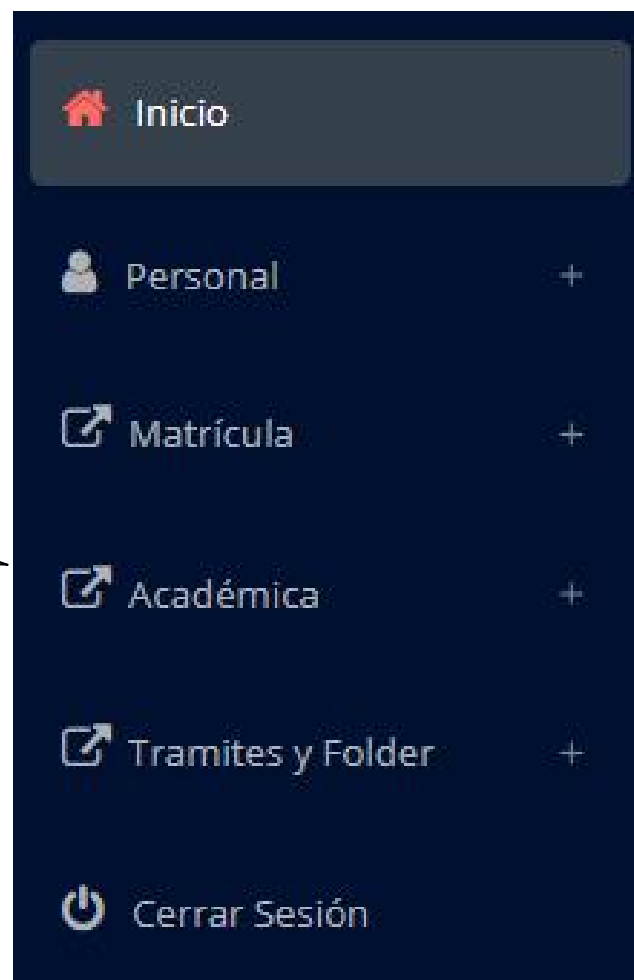 Inicio
Personal +
Matrícula +
Académica +
Tramites y Folder +
Cerrar Sesión